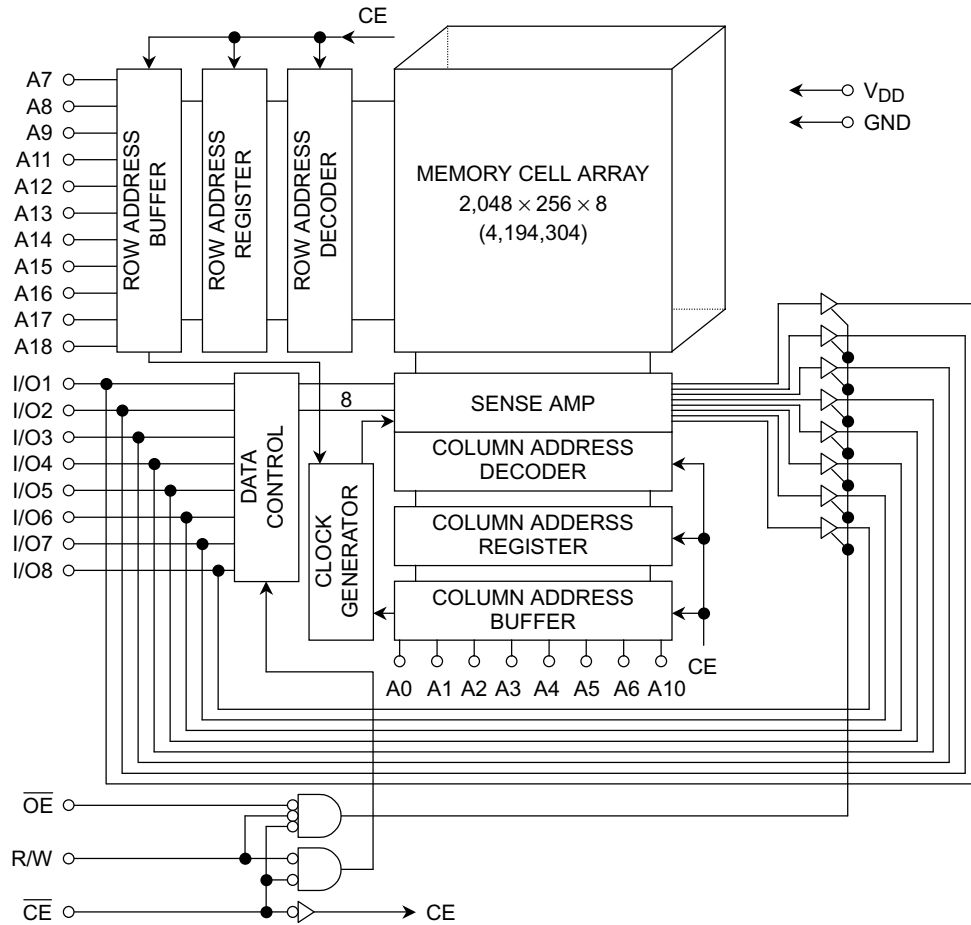 CE
A7
A8
A9
A11
A12
A13
A14
A15
A16
A17
A18
ROW ADDRESS
BUFFER
ROW ADDRESS
REGISTER
ROW ADDRESS
DECODER
MEMORY CELL ARRAY
2,048 × 256 × 8
(4,194,304)
VDD
GND
I/O1
I/O2
I/O3
I/O4
I/O5
I/O6
I/O7
I/O8
DATA
CONTROL
8
CLOCK
GENERATOR
SENSE AMP
COLUMN ADDRESS
DECODER
COLUMN ADDERSS
REGISTER
COLUMN ADDRESS
BUFFER
A0 A1 A2 A3 A4 A5 A6 A10
CE
OE
R/W
CE
CE